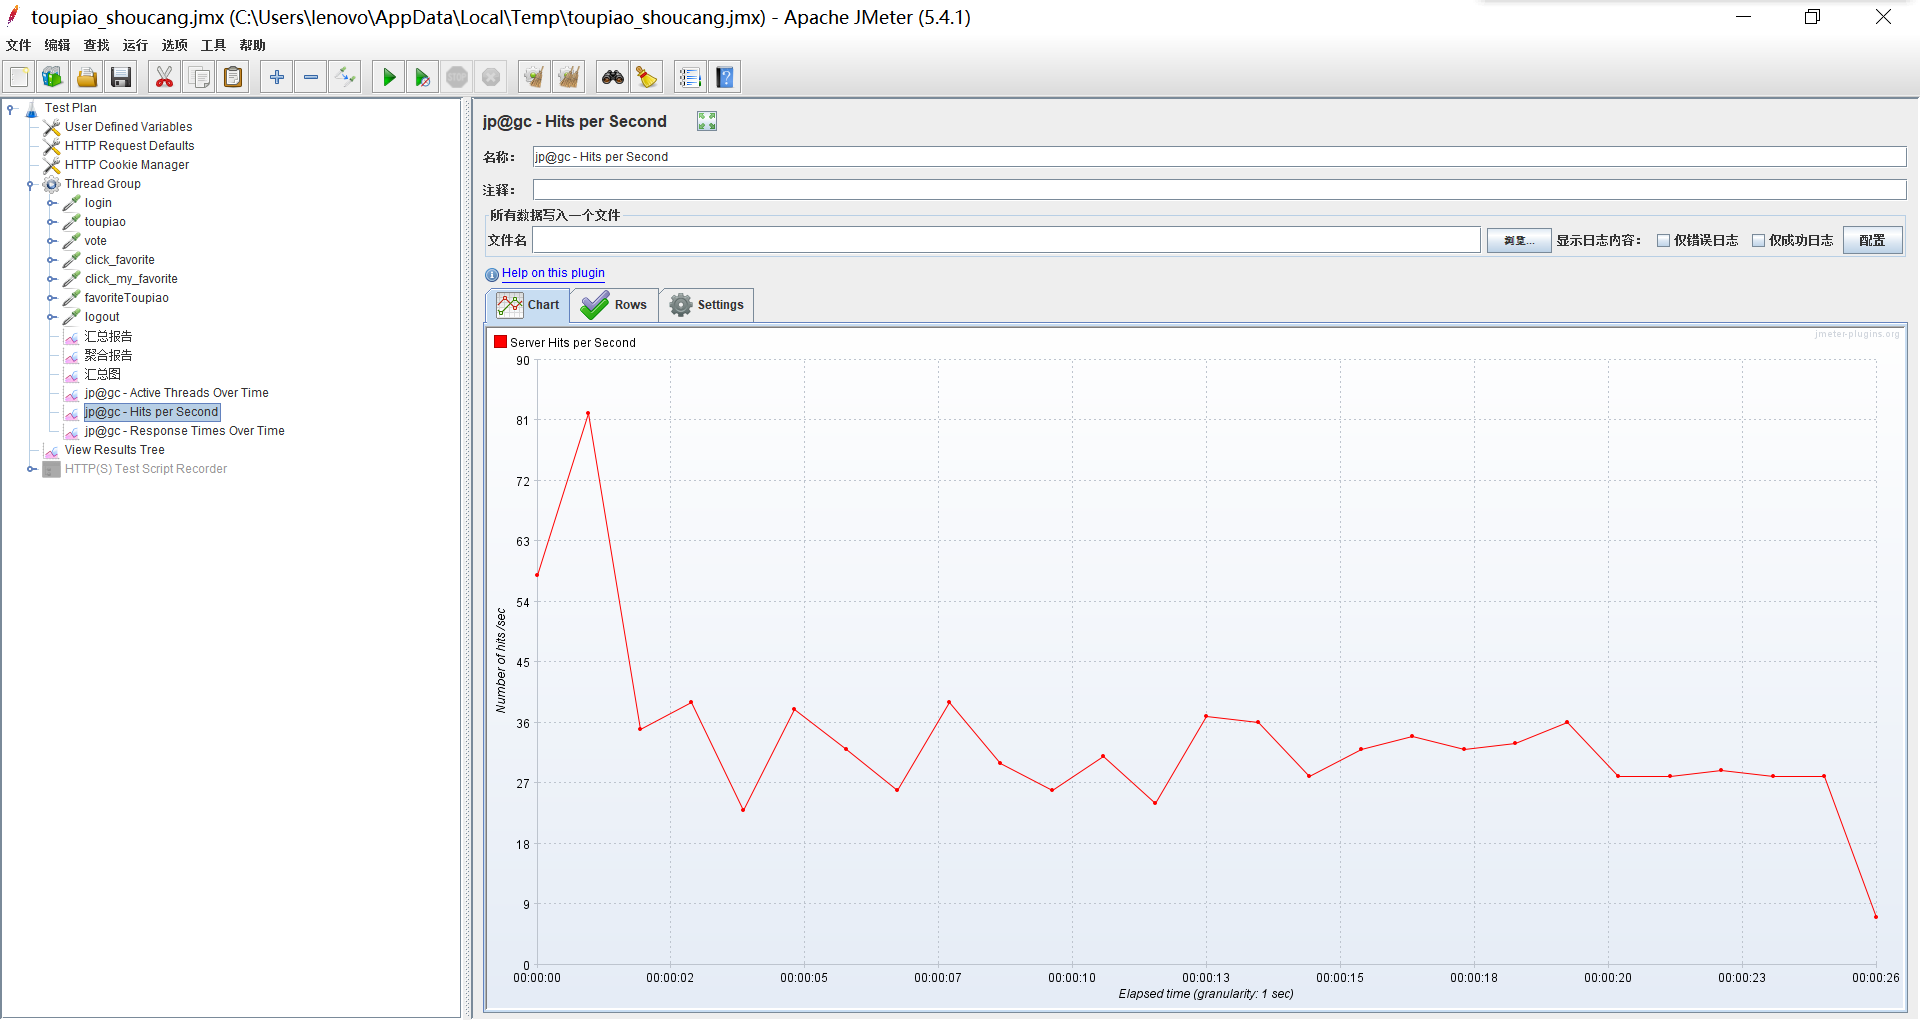 toupiao_shoucang.jmx (C:\Users\lenovo\AppData\Local\Temp\toupiao_shoucang.jmx) - Apache JMeter (5.4.1)
文件 编辑 查找 运行 选项 工具 帮助
STOP
Test Plan
User Defined Variables
HTTP Request Defaults
HTTP Cookie Manager
Thread Group
login
toupiao
vote
click_favorite
click_my_favorite
favoriteToupiao
logout
汇总报告
聚合报告
汇总图
jp@gc - Active Threads Over Time
jp@gc - Hits per Second
jp@gc - Response Times Over Time
View Results Tree
HTTP(S) Test Script Recorder
jp@gc - Hits per Second
名称： jp@gc - Hits per Second
注释：
所有数据写入一个文件
文件名 浏览... 显示日志内容： 仅错误日志 仅成功日志 配置
Help on this plugin
Chart Rows Settings
jmeter-plugins.org
Server Hits per Second
90
81
72
63
54
45
36
27
18
9
0
Number of hits /sec
00:00:00 00:00:02 00:00:05 00:00:07 00:00:10 00:00:13 00:00:15 00:00:18 00:00:20 00:00:23 00:00:26
Elapsed time (granularity: 1 sec)